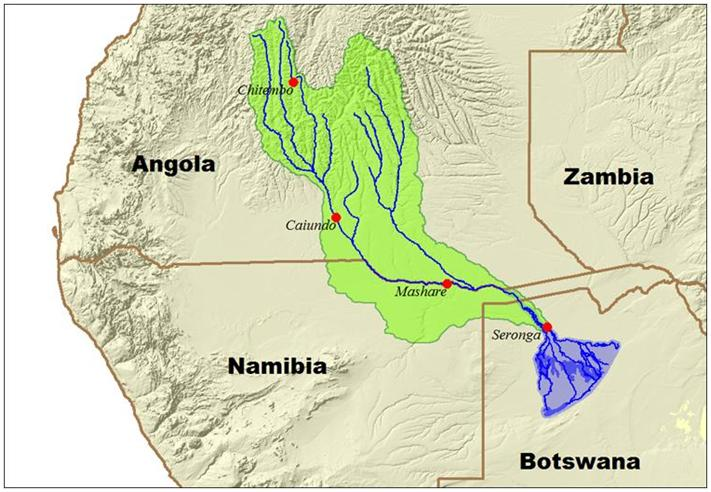 Chitembo
Angola
Zambia
Caiundo
Mashare
Seronga
Namibia
Botswana